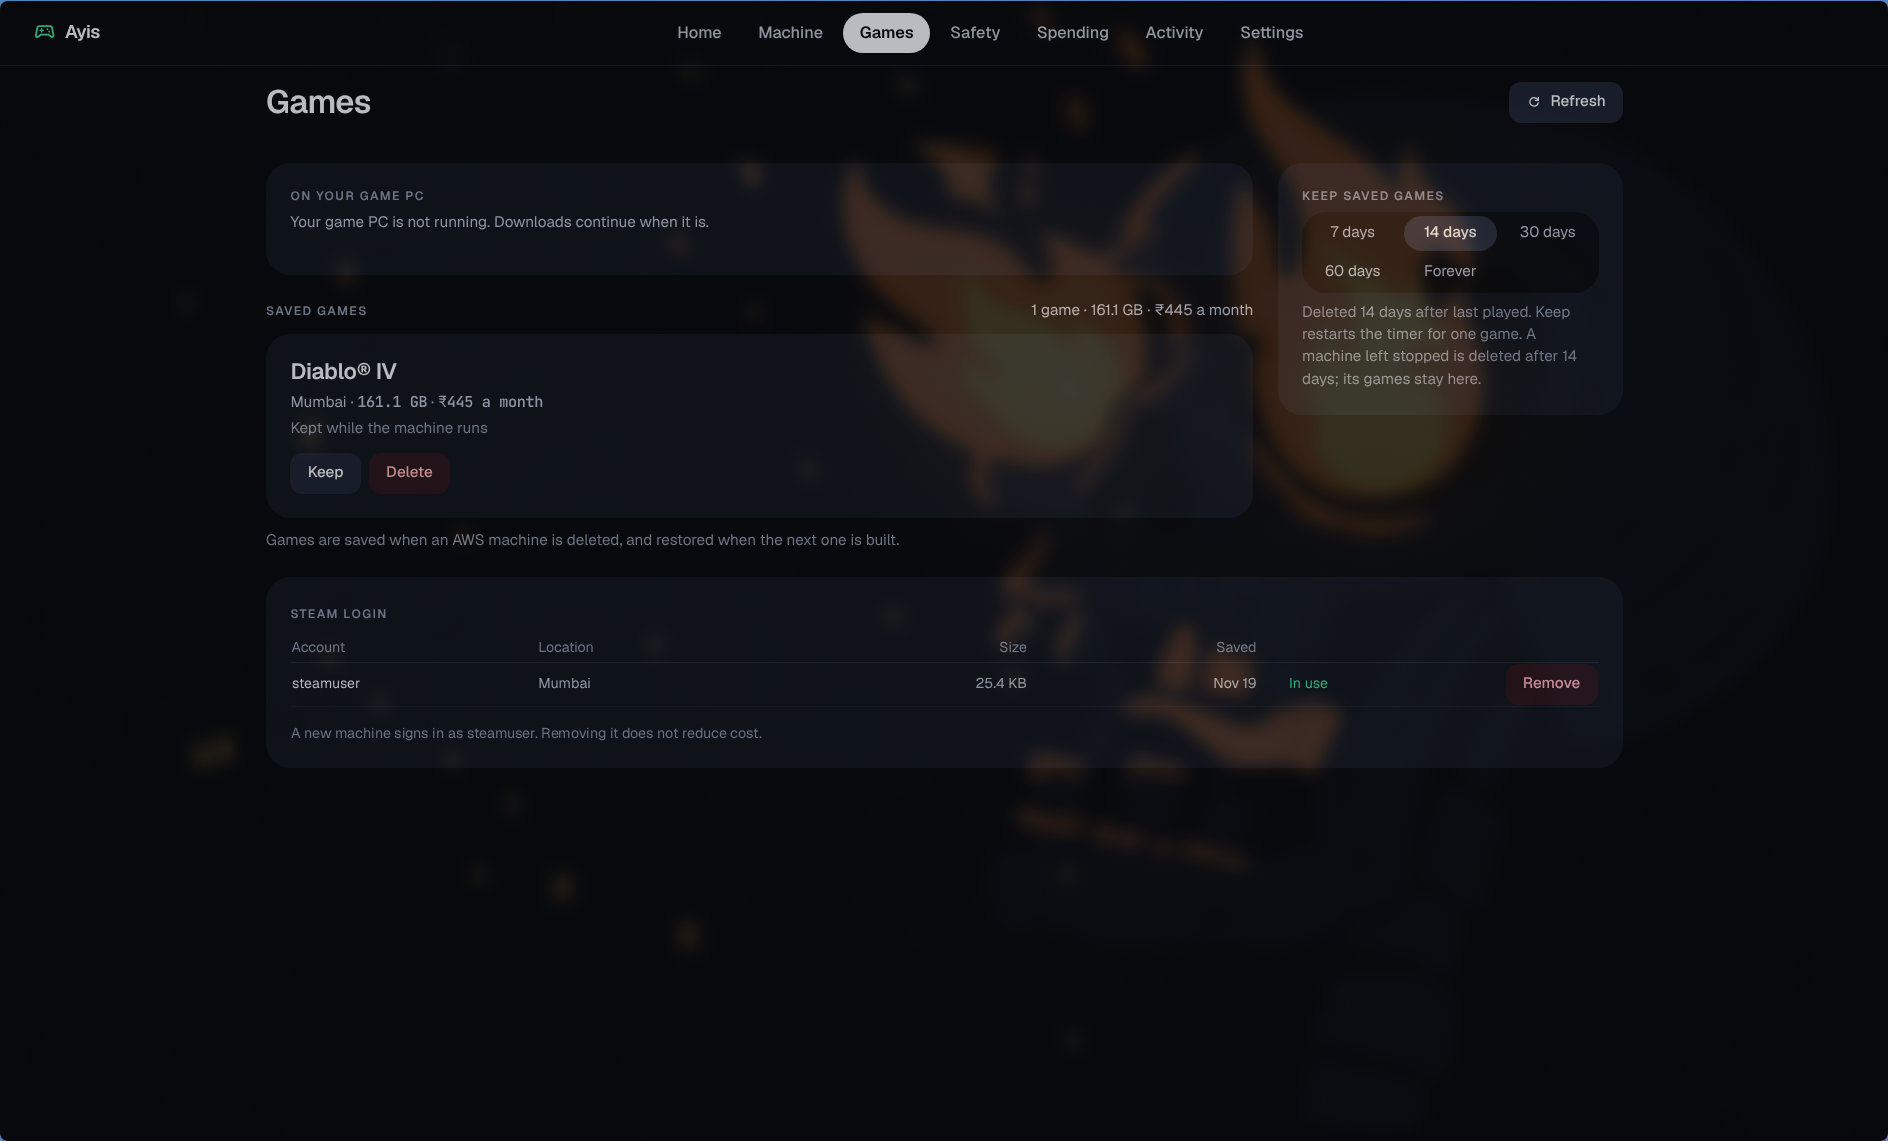 Ayis
Home Machine Games Safety Spending Activity Settings
Games
Refresh
ON YOUR GAME PC
Your game PC is not running. Downloads continue when it is.
SAVED GAMES
1 game · 161.1 GB · ₹445 a month
Diablo® IV
Mumbai · 161.1 GB · ₹445 a month
Kept while the machine runs
Keep Delete
Games are saved when an AWS machine is deleted, and restored when the next one is built.
KEEP SAVED GAMES
7 days 14 days 30 days
60 days Forever
Deleted 14 days after last played. Keep
restarts the timer for one game. A
machine left stopped is deleted after 14
days; its games stay here.
STEAM LOGIN
Account Location Size Saved
steamuser Mumbai 25.4 KB Nov 19 In use Remove
A new machine signs in as steamuser. Removing it does not reduce cost.